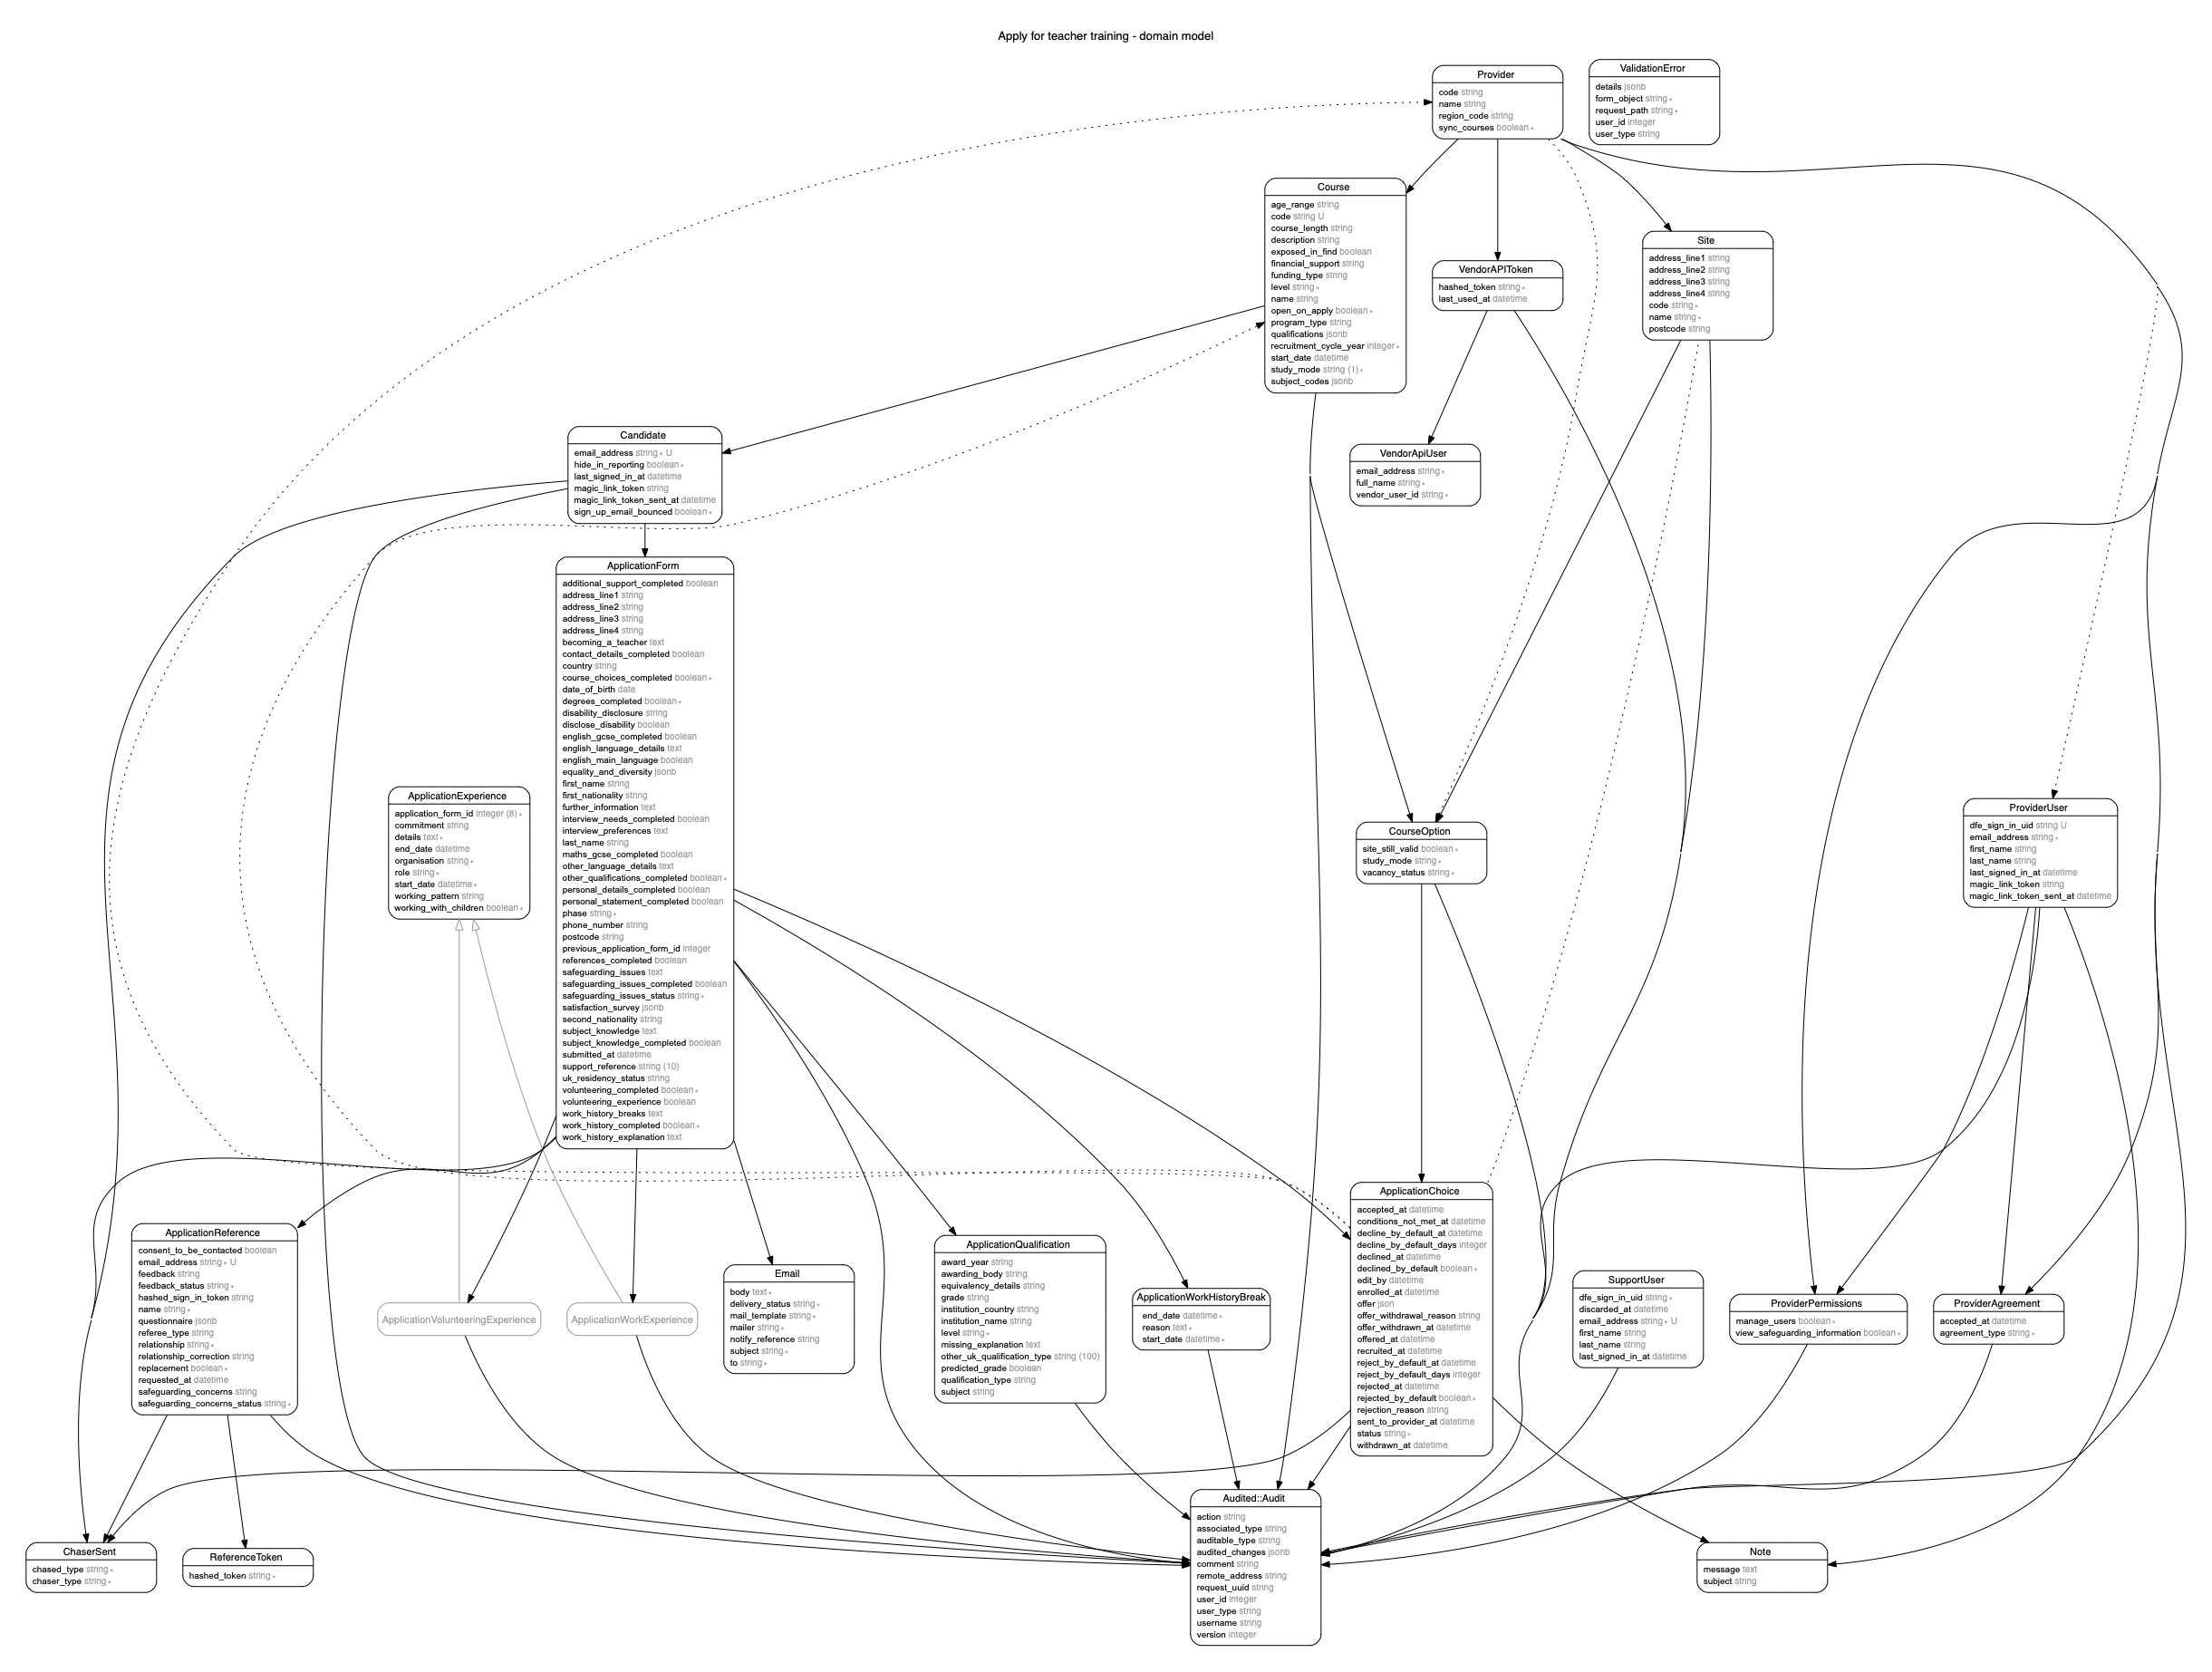 Apply for teacher training - domain model
Provider
code string
name string
region_code string
sync_courses boolean ∗
ValidationError
details jsonb
form_object string ∗
request_path string ∗
user_id integer
user_type string
Course
age_range string
code string U
course_length string
description string
exposed_in_find boolean
financial_support string
funding_type string
level string ∗
name string
open_on_apply boolean ∗
program_type string
qualifications jsonb
recruitment_cycle_year integer ∗
start_date datetime
study_mode string (1) ∗
subject_codes jsonb
VendorAPIToken
hashed_token string ∗
last_used_at datetime
Site
address_line1 string
address_line2 string
address_line3 string
address_line4 string
code string ∗
name string ∗
postcode string
Candidate
email_address string ∗ U
hide_in_reporting boolean ∗
last_signed_in_at datetime
magic_link_token string
magic_link_token_sent_at datetime
sign_up_email_bounced boolean ∗
VendorApiUser
email_address string ∗
full_name string ∗
vendor_user_id string ∗
ApplicationForm
additional_support_completed boolean
address_line1 string
address_line2 string
address_line3 string
address_line4 string
becoming_a_teacher text
contact_details_completed boolean
country string
course_choices_completed boolean ∗
date_of_birth date
degrees_completed boolean ∗
disability_disclosure string
disclose_disability boolean
english_gcse_completed boolean
english_language_details text
english_main_language boolean
equality_and_diversity jsonb
first_name string
first_nationality string
further_information text
interview_needs_completed boolean
interview_preferences text
last_name string
maths_gcse_completed boolean
other_language_details text
other_qualifications_completed boolean ∗
personal_details_completed boolean
personal_statement_completed boolean
phase string ∗
phone_number string
postcode string
previous_application_form_id integer
references_completed boolean
safeguarding_issues text
safeguarding_issues_completed boolean
safeguarding_issues_status string ∗
satisfaction_survey jsonb
second_nationality string
subject_knowledge text
subject_knowledge_completed boolean
submitted_at datetime
support_reference string (10)
uk_residency_status string
volunteering_completed boolean ∗
volunteering_experience boolean
work_history_breaks text
work_history_completed boolean ∗
work_history_explanation text
ApplicationExperience
application_form_id integer (8) ∗
commitment string
details text ∗
end_date datetime
organisation string ∗
role string ∗
start_date datetime ∗
working_pattern string
working_with_children boolean ∗
CourseOption
site_still_valid boolean ∗
study_mode string ∗
vacancy_status string ∗
ProviderUser
dfe_sign_in_uid string U
email_address string ∗
first_name string
last_name string
last_signed_in_at datetime
magic_link_token string
magic_link_token_sent_at datetime
ApplicationReference
consent_to_be_contacted boolean
email_address string ∗ U
feedback string
feedback_status string ∗
hashed_sign_in_token string
name string ∗
questionnaire jsonb
referee_type string
relationship string ∗
relationship_correction string
replacement boolean ∗
requested_at datetime
safeguarding_concerns string
safeguarding_concerns_status string ∗
ApplicationVolunteeringExperience
ApplicationWorkExperience
Email
body text ∗
delivery_status string ∗
mail_template string ∗
mailer string ∗
notify_reference string
subject string ∗
to string ∗
ApplicationQualification
award_year string
awarding_body string
equivalency_details string
grade string
institution_country string
institution_name string
level string ∗
missing_explanation text
other_uk_qualification_type string (100)
predicted_grade boolean
qualification_type string
subject string
ApplicationWorkHistoryBreak
end_date datetime ∗
reason text ∗
start_date datetime ∗
ApplicationChoice
accepted_at datetime
conditions_not_met_at datetime
decline_by_default_at datetime
decline_by_default_days integer
declined_at datetime
declined_by_default boolean ∗
edit_by datetime
enrolled_at datetime
offer json
offer_withdrawal_reason string
offer_withdrawn_at datetime
offered_at datetime
recruited_at datetime
reject_by_default_at datetime
reject_by_default_days integer
rejected_at datetime
rejected_by_default boolean ∗
rejection_reason string
sent_to_provider_at datetime
status string ∗
withdrawn_at datetime
SupportUser
dfe_sign_in_uid string ∗
discarded_at datetime
email_address string ∗ U
first_name string
last_name string
last_signed_in_at datetime
ProviderPermissions
manage_users boolean ∗
view_safeguarding_information boolean ∗
ProviderAgreement
accepted_at datetime
agreement_type string ∗
ChaserSent
chased_type string ∗
chaser_type string ∗
ReferenceToken
hashed_token string ∗
Audited::Audit
action string
associated_type string
auditable_type string
audited_changes jsonb
comment string
remote_address string
request_uuid string
user_id integer
user_type string
username string
version integer
Note
message text
subject string